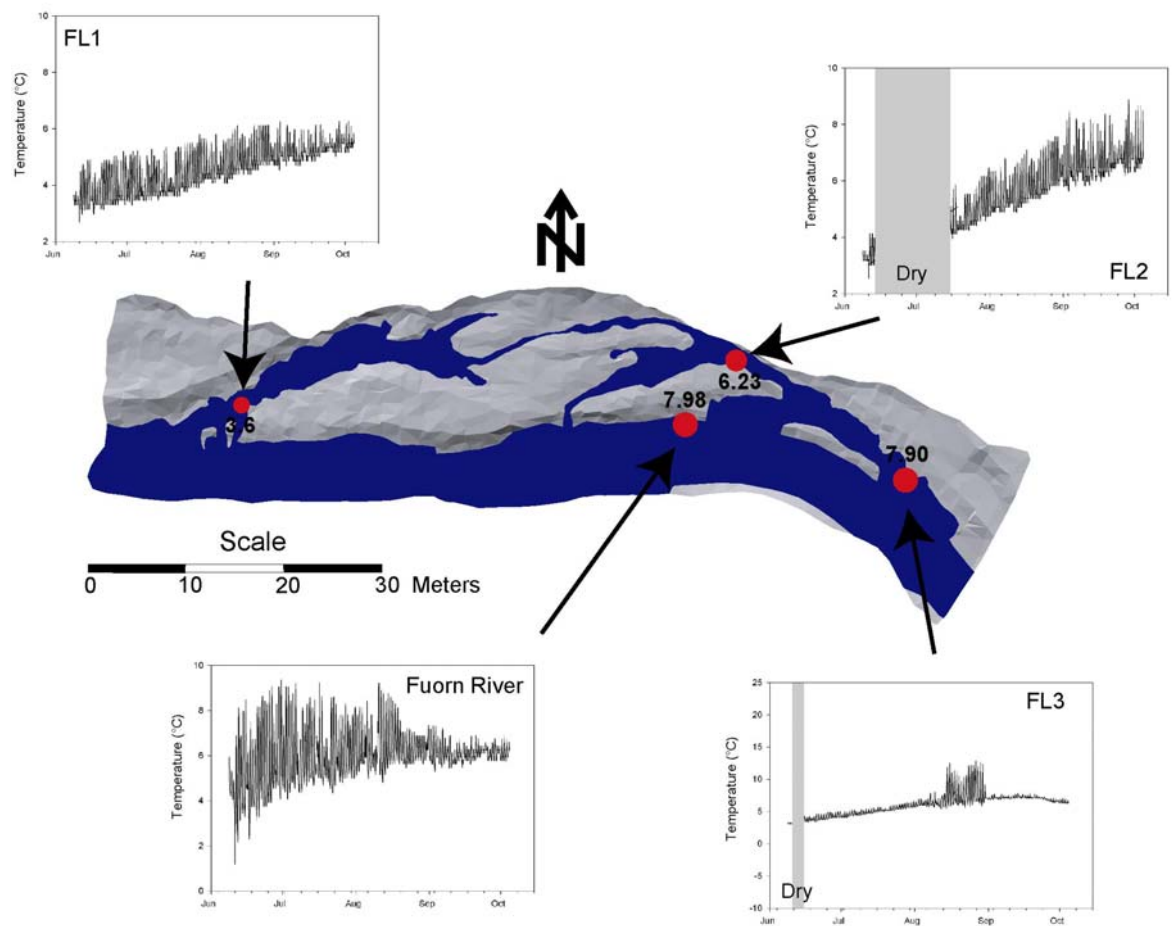 FL1
Temperature (°C)
10
8
6
4
2
Jun Jul Aug Sep Oct
Temperature (°C)
10
8
6
4
2
Dry
FL2
Jun Jul Aug Sep Oct
N
3.6
7.98
6.23
7.90
Scale
0 10 20 30 Meters
Fuorn River
Temperature (°C)
10
8
6
4
2
0
Jun Jul Aug Sep Oct
FL3
Temperature (°C)
25
20
15
10
5
0
-5
-10
Dry
Jun Jul Aug Sep Oct